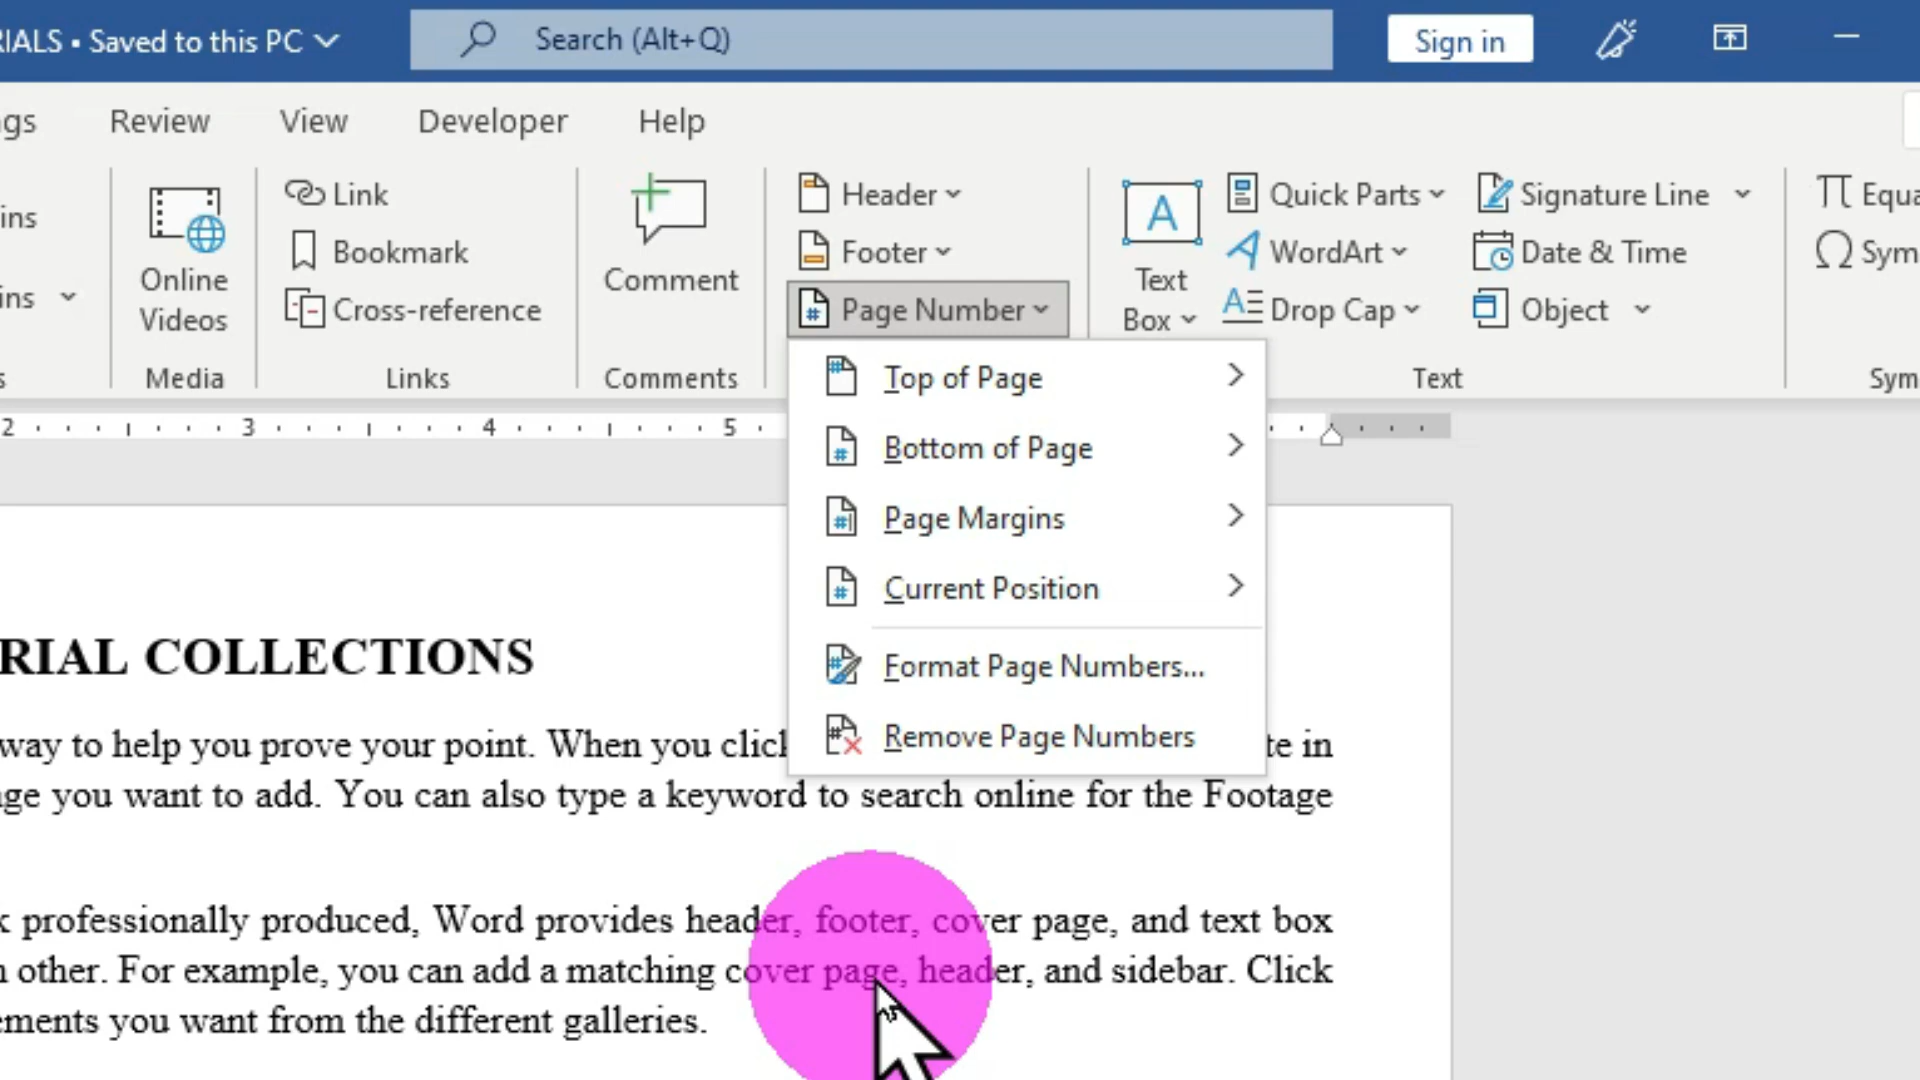 RIALS • Saved to this PC
Search (Alt+Q)
Sign in
gs
Review
View
Developer
Help
ins
ins
Online
Videos
Media
Link
Bookmark
Cross-reference
Links
Comment
Comments
Header
Footer
Page Number
Text
Box
Quick Parts
WordArt
Drop Cap
Signature Line
Date & Time
Object
Text
Equa
Sym
Sym
s
2 3 4 5
Top of Page
Bottom of Page
Page Margins
Current Position
Format Page Numbers...
Remove Page Numbers
RIAL COLLECTIONS
way to help you prove your point. When you click te in
ge you want to add. You can also type a keyword to search online for the Footage
k professionally produced, Word provides header, footer, cover page, and text box
n other. For example, you can add a matching cover page, header, and sidebar. Click
ements you want from the different galleries.